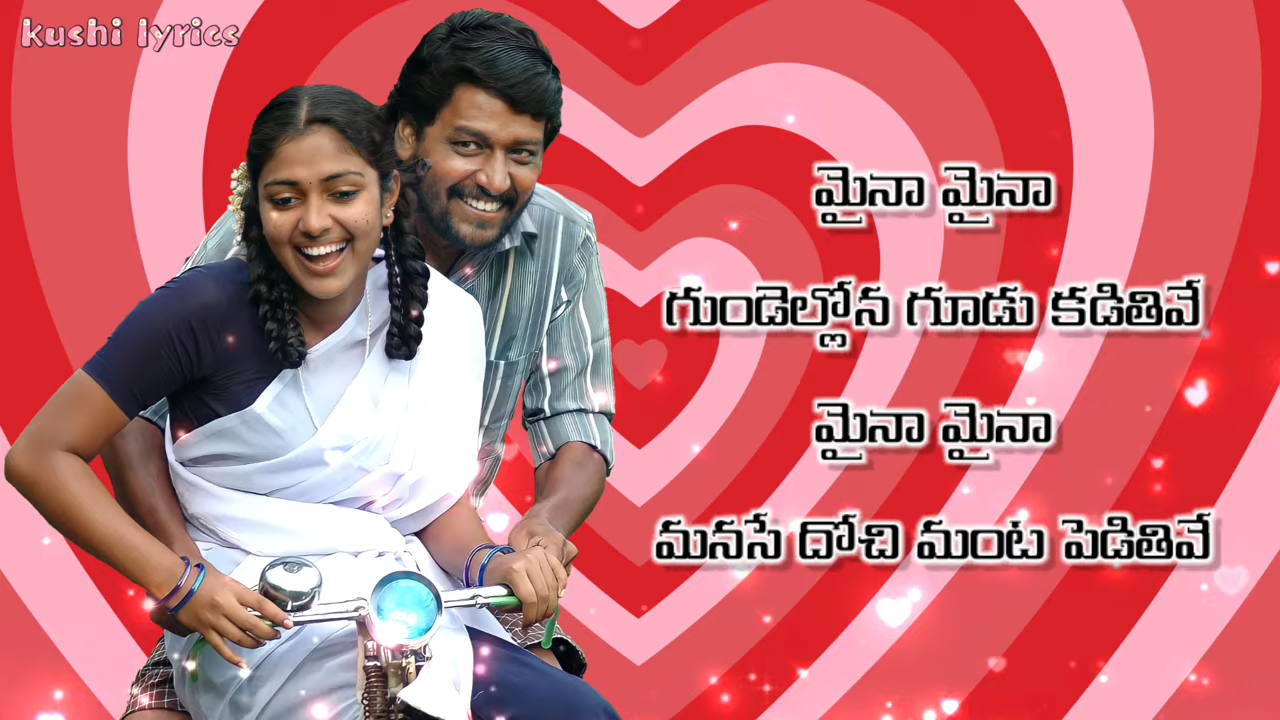 kushi lyrics
మైనా మైనా
గుండెల్లోన గూడు కడితివే
మైనా మైనా
మనసే దోచి మంట పెడితివే